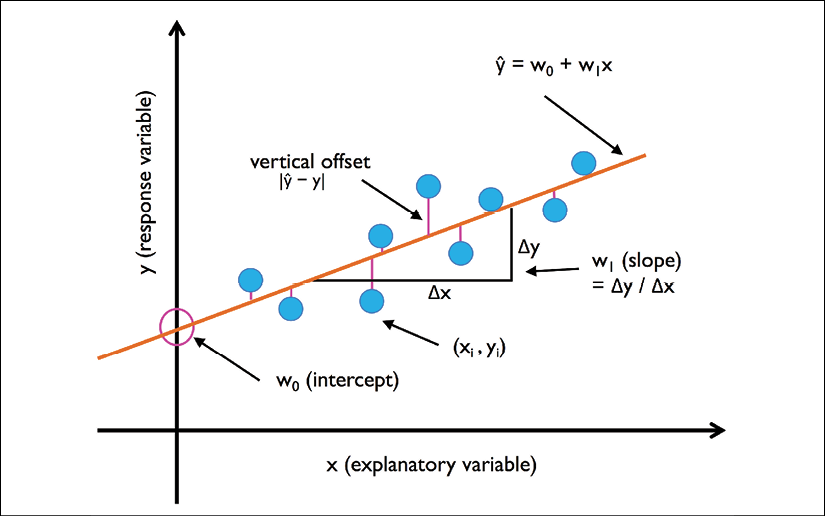 ŷ = w₀ + w₁x
vertical offset
|ŷ − y|
y (response variable)
Δy
Δx
w₁ (slope)
= Δy / Δx
(xᵢ , yᵢ)
w₀ (intercept)
x (explanatory variable)